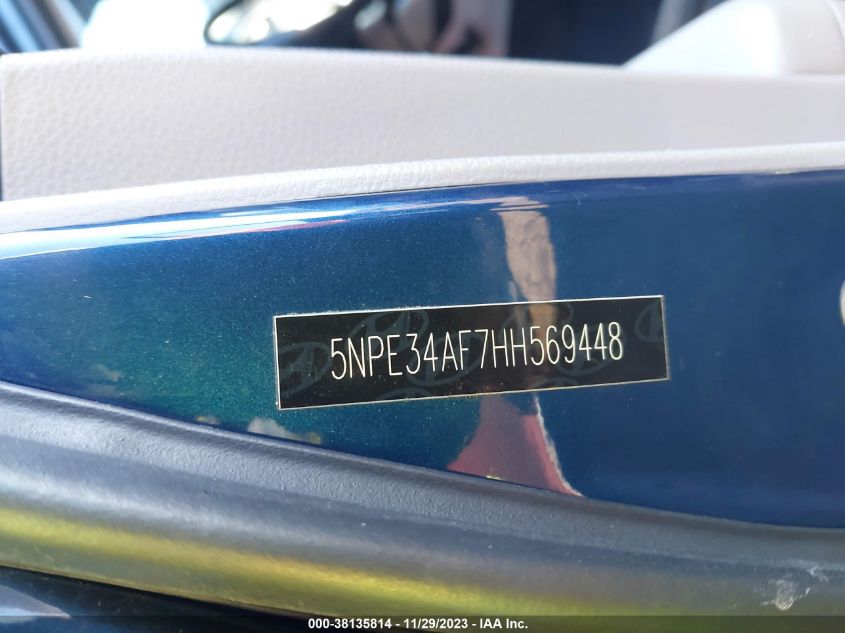 5NPE34AF7HH569448
000-38135814 - 11/29/2023 - IAA Inc.